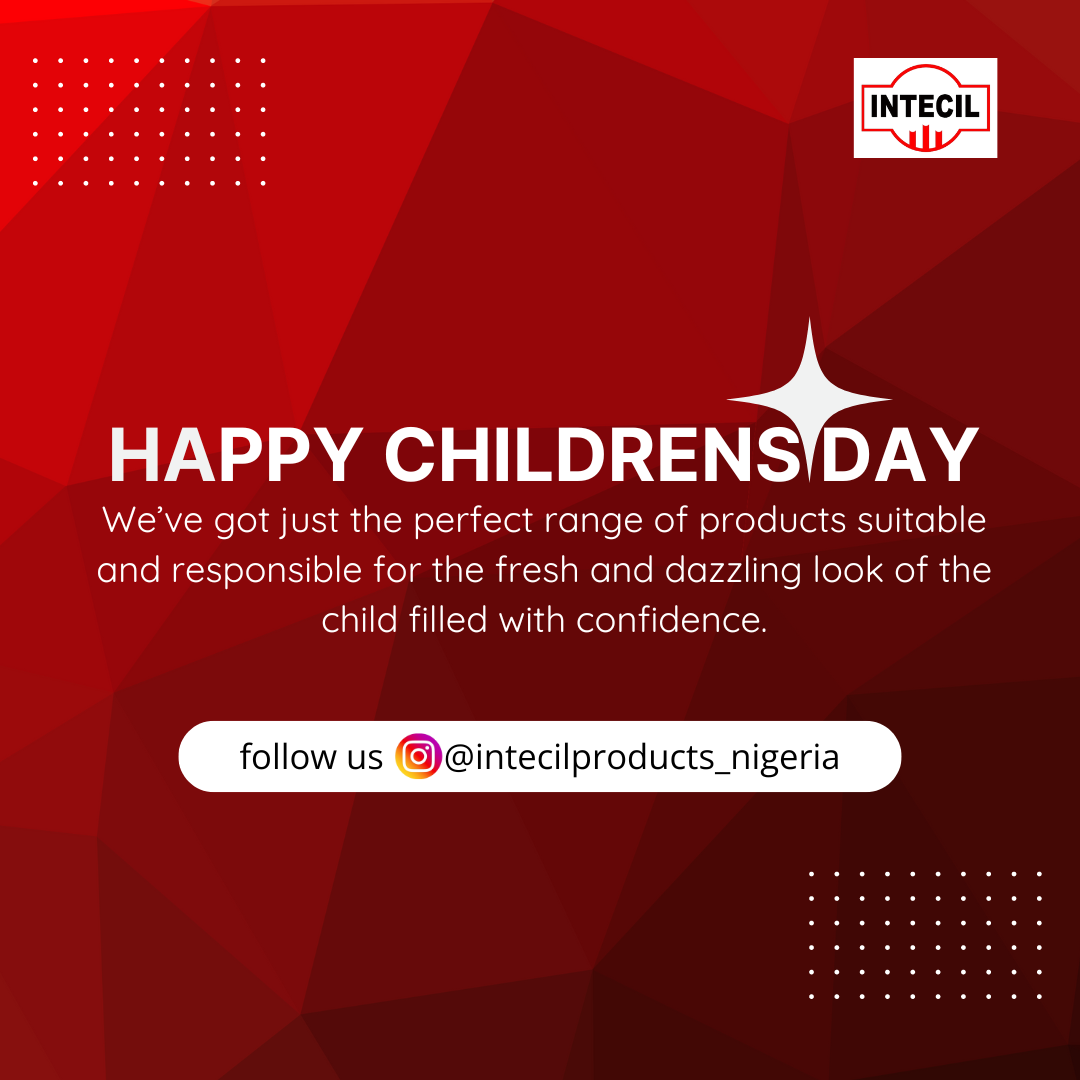 INTECIL
HAPPY CHILDRENS DAY
We’ve got just the perfect range of products suitable
and responsible for the fresh and dazzling look of the
child filled with confidence.
follow us @intecilproducts_nigeria